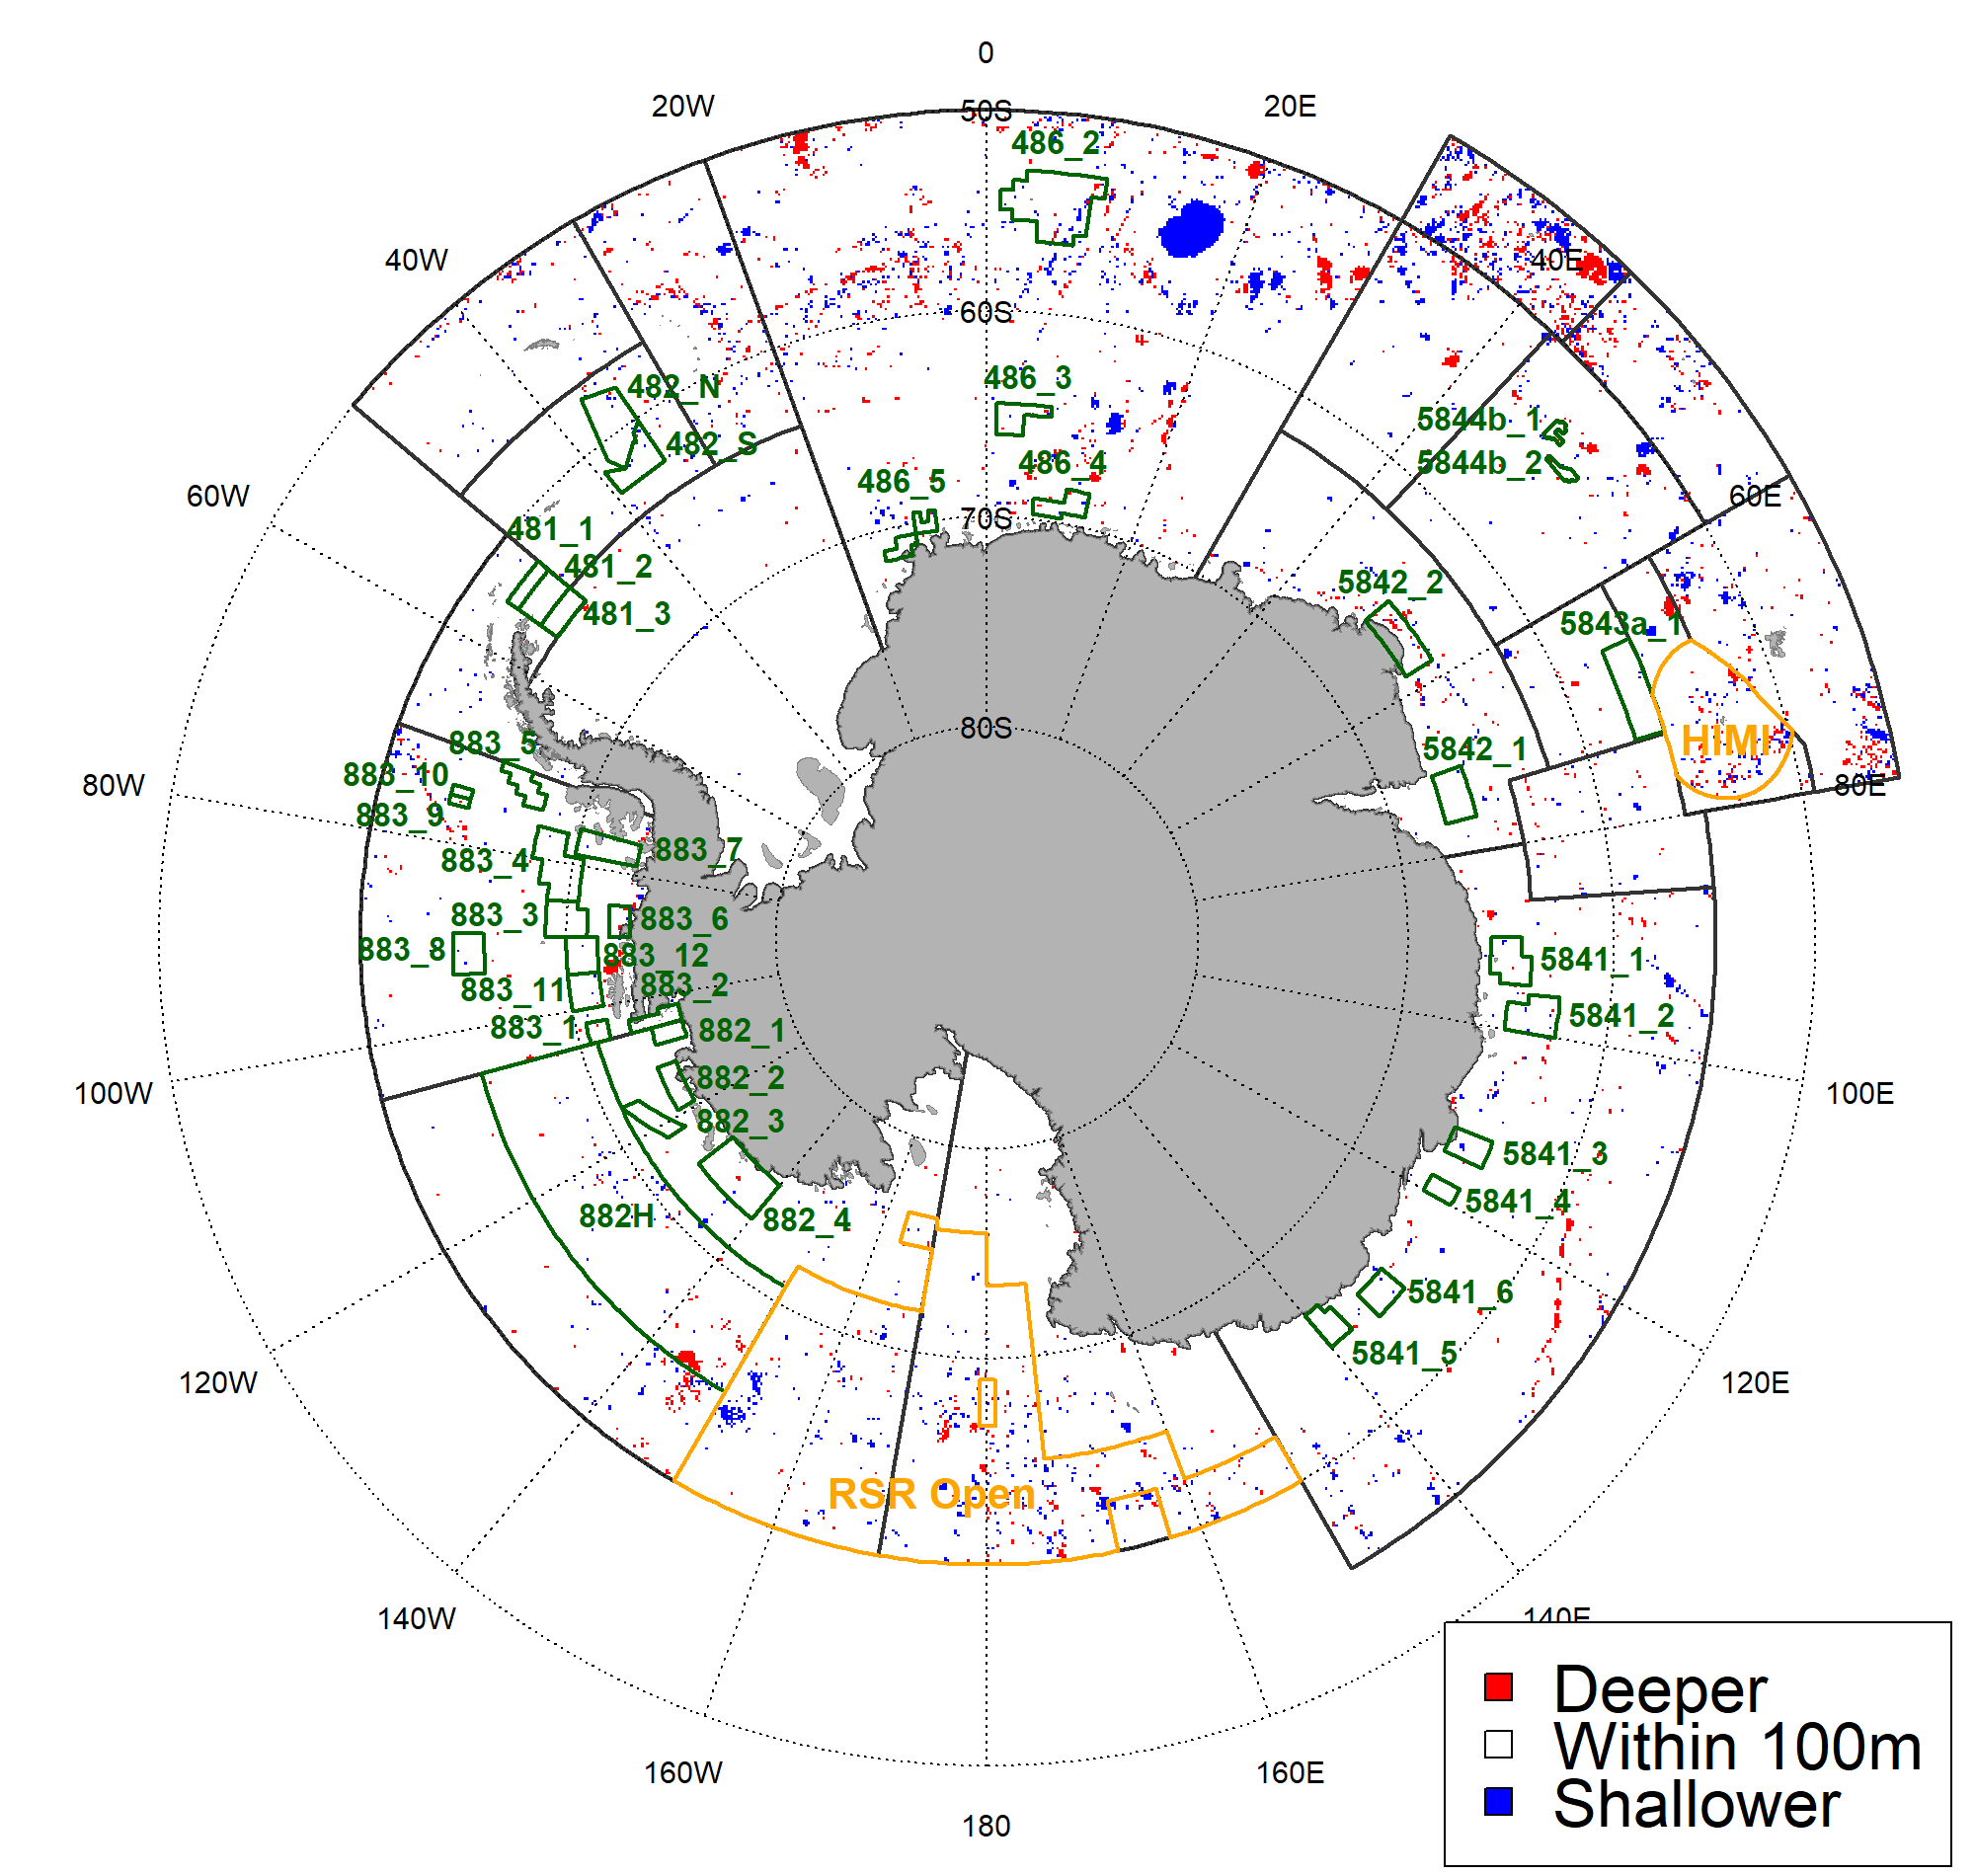 0
20W
50S
20E
486_2
40W
40E
60S
482_N
486_3
482_S
5844b_1
486_4
5844b_2
486_5
60W
60E
70S
481_1
481_2
5842_2
481_3
5843a_1
80S
883_5
HIMI
5842_1
883_10
80W
80E
883_9
883_7
883_4
883_3
883_6
883_8
883_12
5841_1
883_2
883_11
5841_2
883_1
882_1
882_2
100W
100E
882_3
5841_3
5841_4
882H
882_4
5841_6
5841_5
120W
120E
RSR Open
140W
140E
160W
160E
180
Deeper
Within 100m
Shallower